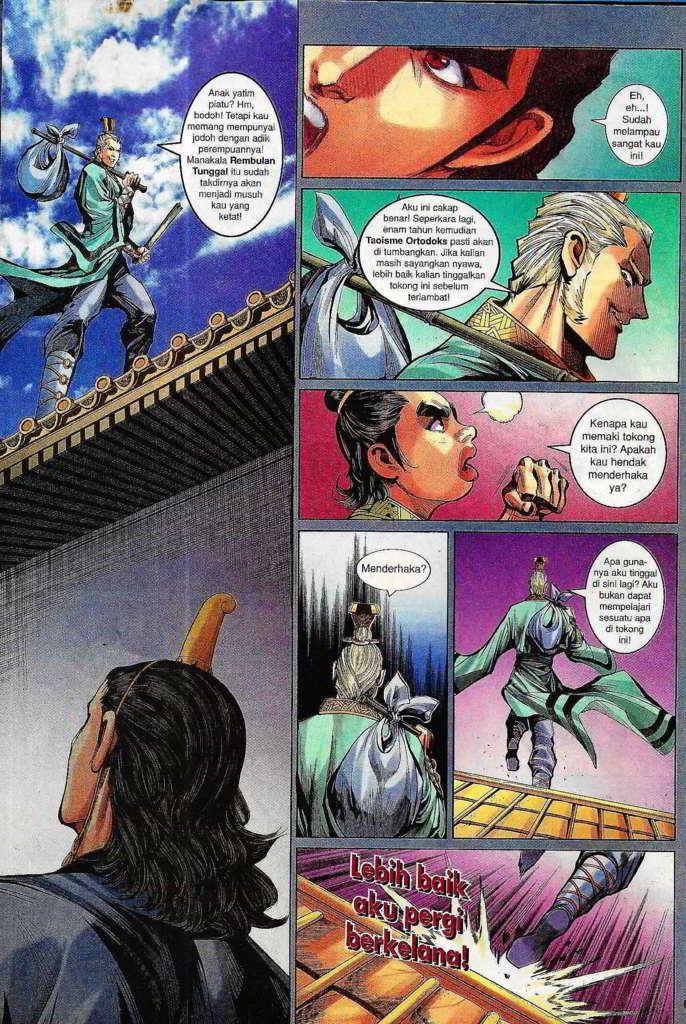 Anak yatim
piatu? Hm,
bodoh! Tetapi kau
memang mempunyai
jodoh dengan adik
perempuannya!
Manakala Rembulan
Tunggal itu sudah
takdirnya akan
menjadi musuh
kau yang
ketat!
Eh,
eh...!
Sudah
melampau
sangat kau
ini!
Aku ini cakap
benar! Seperkara lagi,
enam tahun kemudian
Taoisme Ortodoks pasti akan
di tumbangkan. Jika kalian
masih sayangkan nyawa,
lebih baik kalian tinggalkan
tokong ini sebelum
terlambat!
Kenapa kau
memaki tokong
kita ini? Apakah
kau hendak
menderhaka
ya?
Menderhaka?
Apa guna-
nya aku tinggal
di sini lagi? Aku
bukan dapat
mempelajari
sesuatu apa
di tokong
ini!
Lebih baik
aku pergi
berkelana!